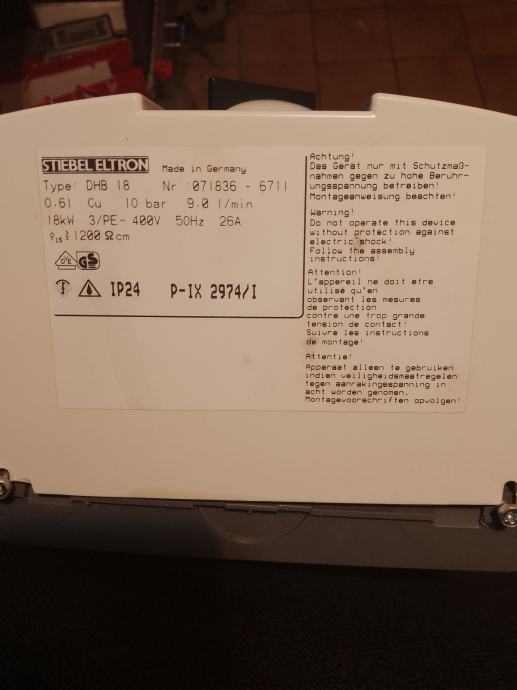 STIEBEL ELTRON Made in Germany
Type: DHB 18 Nr : 071836 - 6711
0.6l Cu 10 bar 9.0 l/min
18kW 3/PE~400V 50Hz 26A
ρ₁₅ ≥ 1200 Ωcm
DVE GS
IP24 P-IX 2974/I
Achtung!
Das Gerät nur mit Schutzmaß-
nahmen gegen zu hohe Berühr-
ungsspannung betreiben!
Montageanweisung beachten!
Warning!
Do not operate this device
without protection against
electric shock!
Follow the assembly
instructions!
Attention!
L'appareil ne doit etre
utilisé qu'en
observant les mesures
de protection
contre une trop grande
tension de contact!
Suivre les instructions
de montage!
Attentie!
Apparaat alleen te gebruiken
indien veiligheidsmaatregelen
tegen aanrakingsspanning in
acht worden genomen.
Montagevoorschriften opvolgen!